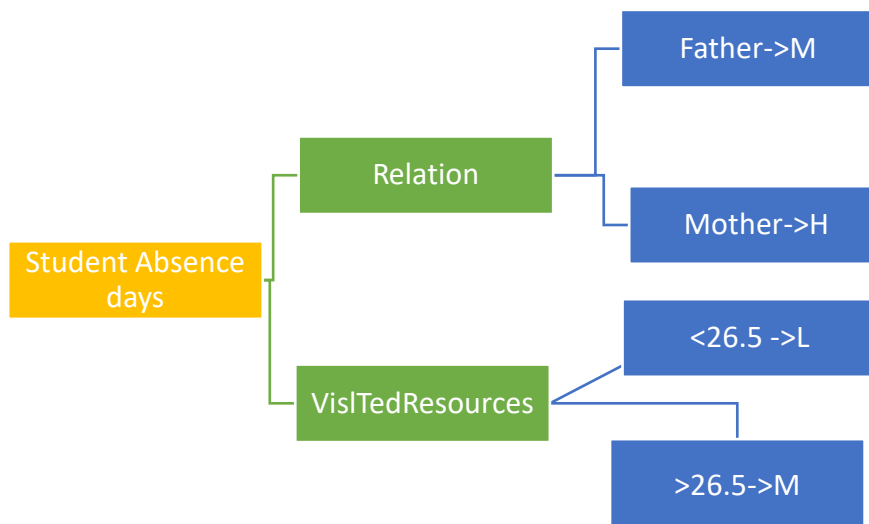 Student Absence
days
Relation
VislTedResources
Father->M
Mother->H
<26.5 ->L
>26.5->M